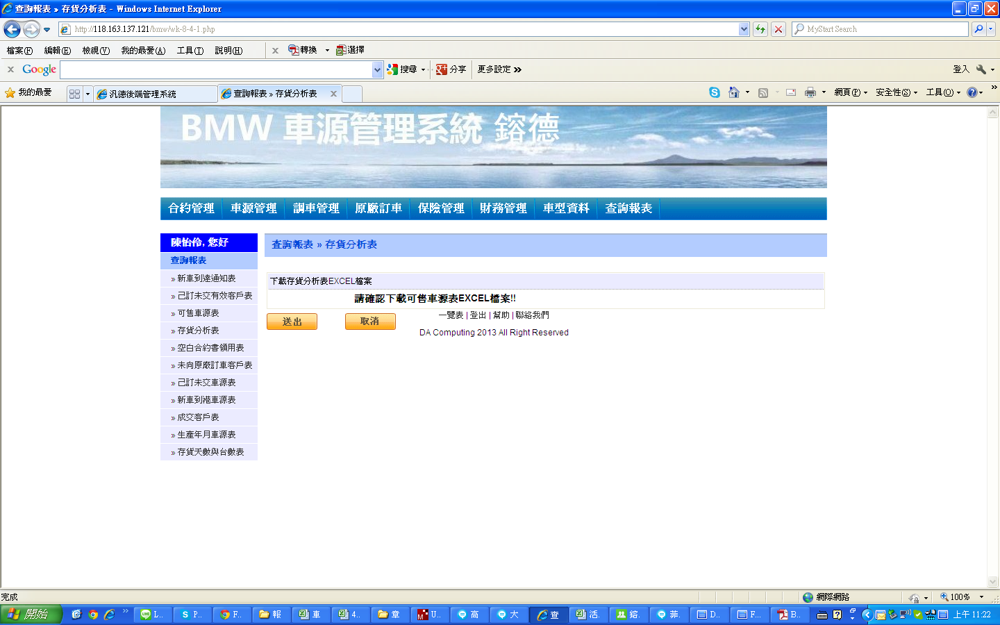 查詢報表 » 存貨分析表 - Windows Internet Explorer
http://118.163.137.121/bmw/wk-8-4-1.php
MyStart Search
檔案(F) 編輯(E) 檢視(V) 我的最愛(A) 工具(T) 說明(H) x 轉換 選擇
x Google 搜尋 分享 更多設定 » 登入
我的最愛 汎德後端管理系統 查詢報表 » 存貨分析表 x 網頁(P) 安全性(S) 工具(O) »
BMW 車源管理系統 鎔德
合約管理 車源管理 調車管理 原廠訂車 保險管理 財務管理 車型資料 查詢報表
陳怡伶, 您好
查詢報表 » 存貨分析表
查詢報表
» 新車到達通知表
» 己訂未交有效客戶表
» 可售車源表
» 存貨分析表
» 空白合約書領用表
» 未向原廠訂車客戶表
» 己訂未交車源表
» 新車到港車源表
» 成交客戶表
» 生產年月車源表
» 存貨天數與台數表
下載存貨分析表EXCEL檔案
請確認下載可售車源表EXCEL檔案!!
送出 取消
一覽表 | 登出 | 幫助 | 聯絡我們
DA Computing 2013 All Right Reserved
完成 網際網路 100%
開始 » L.. P.. F.. 報 車 4.. 章 U.. 高 大 查 活. 鎔. 菲. D.. F... B.. 上午 11:22